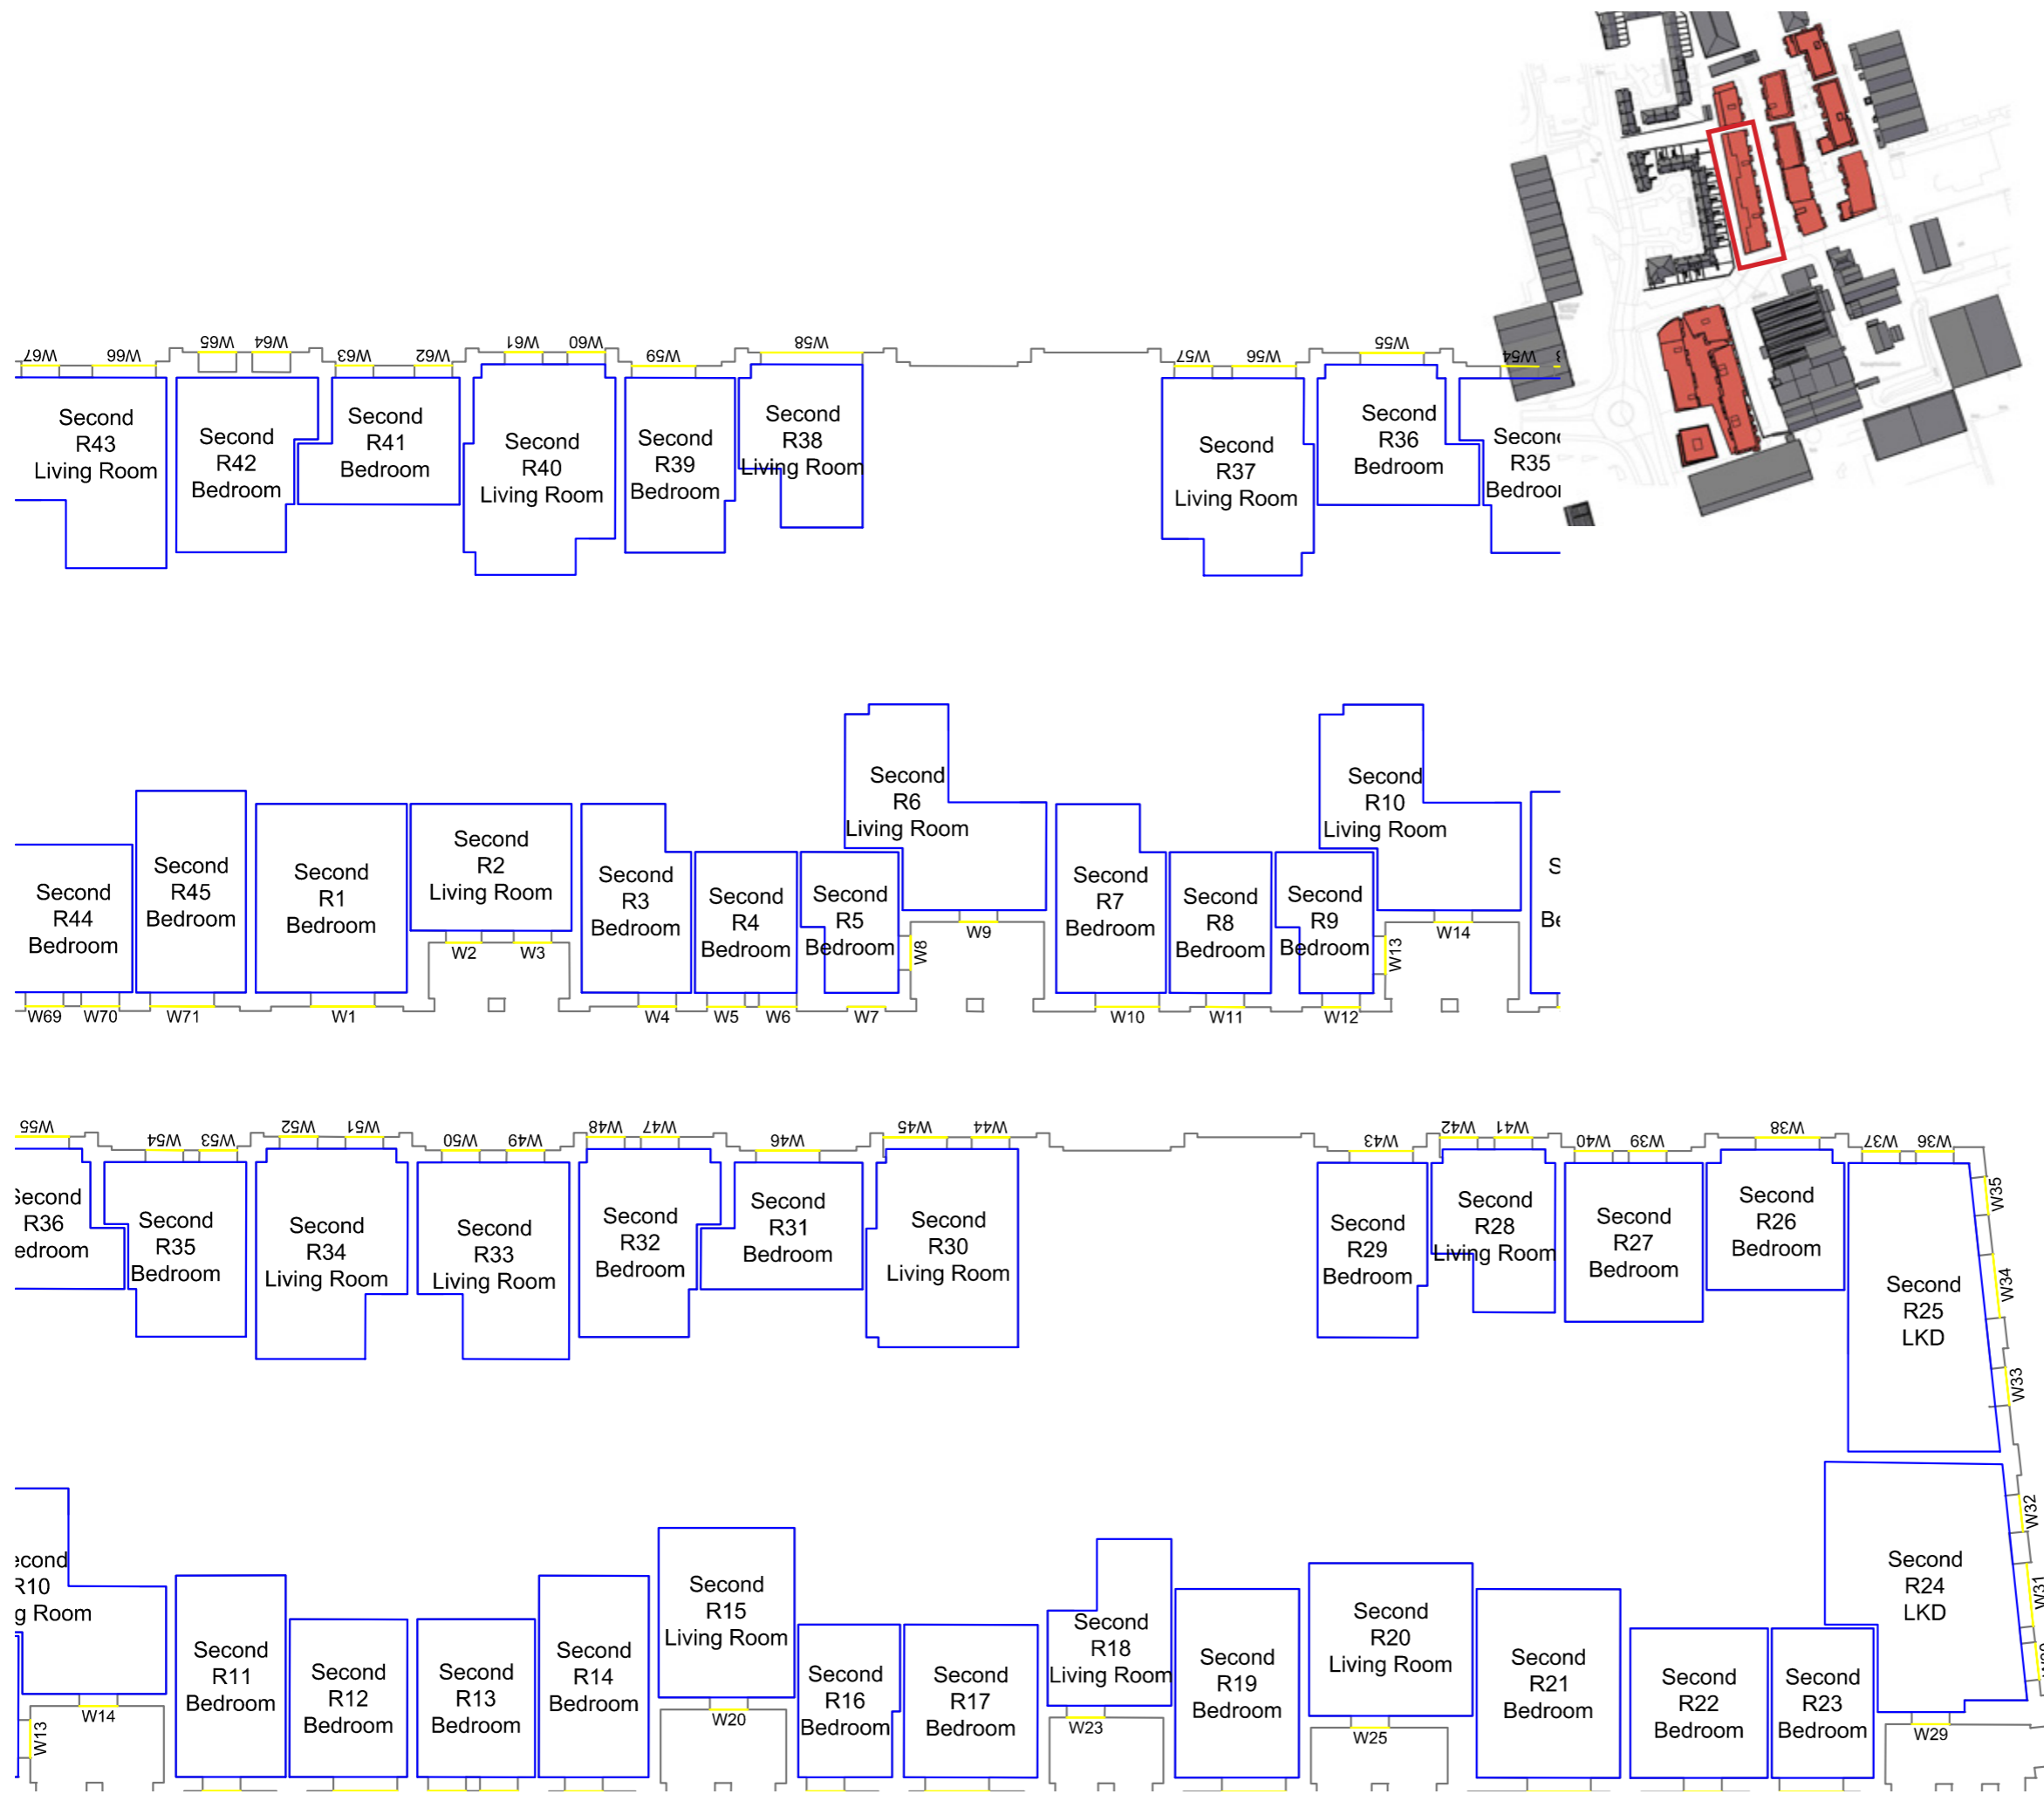 W67 W66 W65 W64 W63 W62 W61 W60 W59 W58 W57 W56 W55 W54
Second
R43
Living Room
Second
R42
Bedroom
Second
R41
Bedroom
Second
R40
Living Room
Second
R39
Bedroom
Second
R38
Living Room
Second
R37
Living Room
Second
R36
Bedroom
R35
Second
R44
Bedroom
Second
R45
Bedroom
Second
R1
Bedroom
Second
R2
Living Room
Second
R3
Bedroom
Second
R4
Bedroom
Second
R5
Bedroom
Second
R6
Living Room
Second
R7
Bedroom
Second
R8
Bedroom
Second
R9
Bedroom
Second
R10
Living Room
W2 W3 W8 W9 W13 W14
W69 W70 W71 W1 W4 W5 W6 W7 W10 W11 W12
W55 W54 W53 W52 W51 W50 W49 W48 W47 W46 W45 W44 W43 W42 W41 W40 W39 W38 W37 W36
W35
W34
W33
W32
W31
Second
R36
Second
R35
Bedroom
Second
R34
Living Room
Second
R33
Living Room
Second
R32
Bedroom
Second
R31
Bedroom
Second
R30
Living Room
Second
R29
Bedroom
Second
R28
Living Room
Second
R27
Bedroom
Second
R26
Bedroom
Second
R25
LKD
R10
Room
Second
R11
Bedroom
Second
R12
Bedroom
Second
R13
Bedroom
Second
R14
Bedroom
Second
R15
Living Room
Second
R16
Bedroom
Second
R17
Bedroom
Second
R18
Living Room
Second
R19
Bedroom
Second
R20
Living Room
Second
R21
Bedroom
Second
R22
Bedroom
Second
R23
Bedroom
Second
R24
LKD
W13 W14 W20 W23 W25 W29